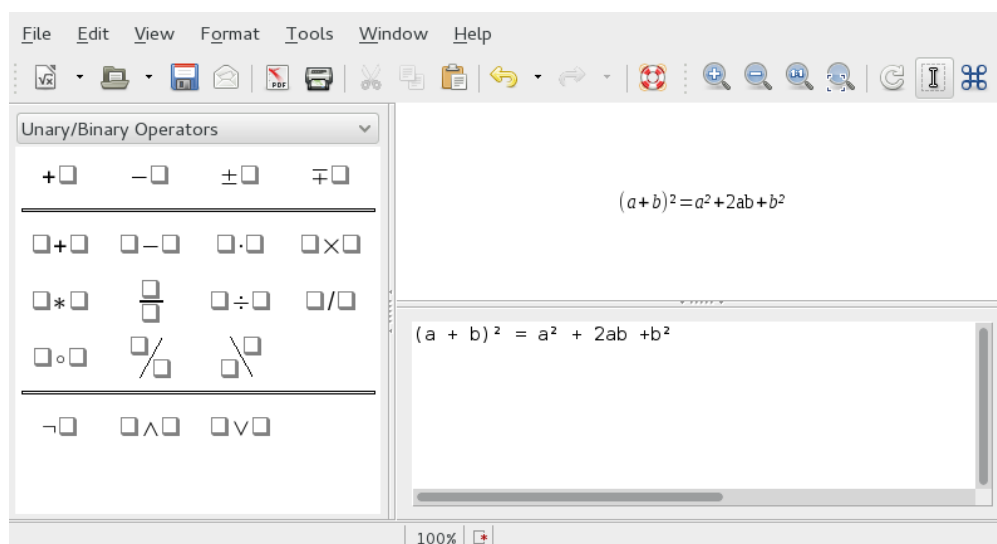 File Edit View Format Tools Window Help
Unary/Binary Operators
+□ −□ ±□ ∓□
□+□ □−□ □·□ □×□
□∗□ □/□ □÷□ □/□
□∘□ □/□ □\□
¬□ □∧□ □∨□
(a+b)²=a²+2ab+b²
(a + b)² = a² + 2ab +b²
100%